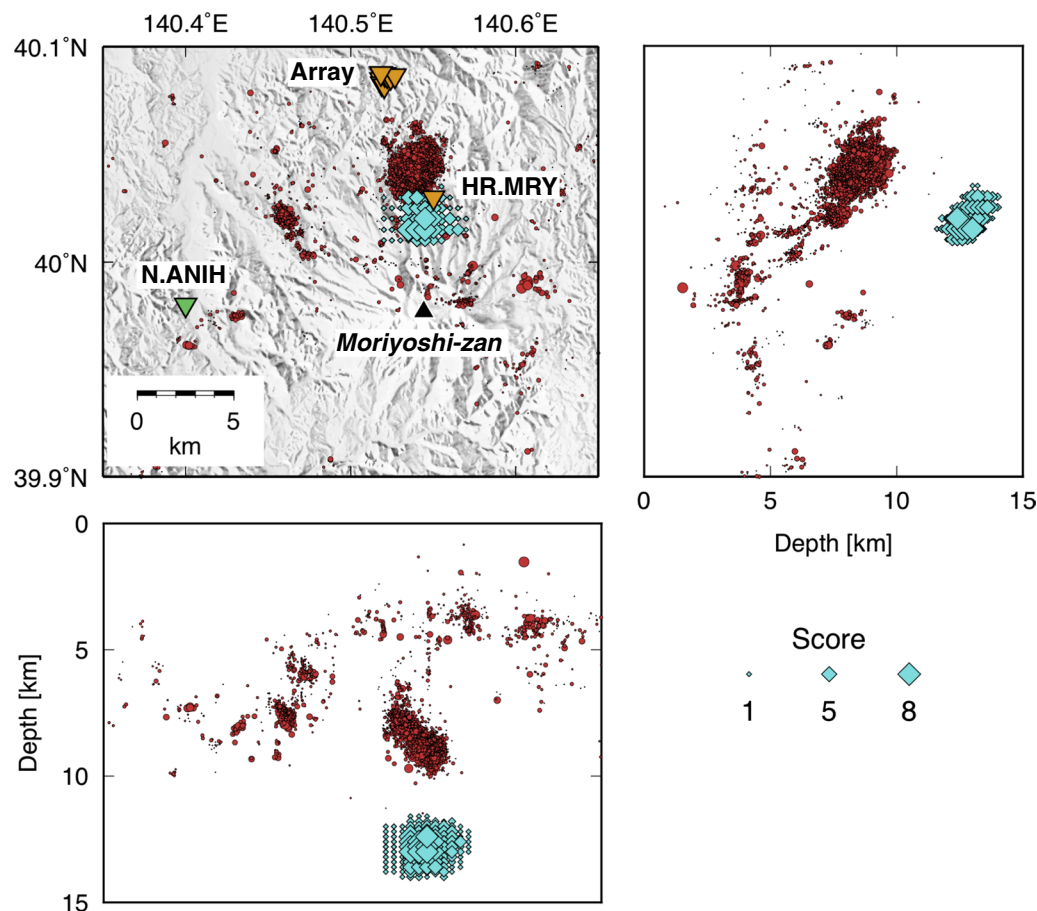 140.4˚E 140.5˚E 140.6˚E
40.1˚N
Array
HR.MRY
40˚N
N.ANIH
Moriyoshi-zan
0 5
km
39.9˚N
0 5 10 15
Depth [km]
0
5
10
15
Depth [km]
Score
1 5 8